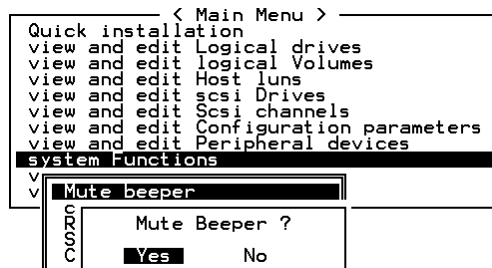 < Main Menu >
Quick installation
view and edit Logical drives
view and edit logical Volumes
view and edit Host luns
view and edit scsi Drives
view and edit Scsi channels
view and edit Configuration parameters
view and edit Peripheral devices
system Functions
v
v
Mute beeper
c
R
Mute Beeper ?
S
C
Yes No